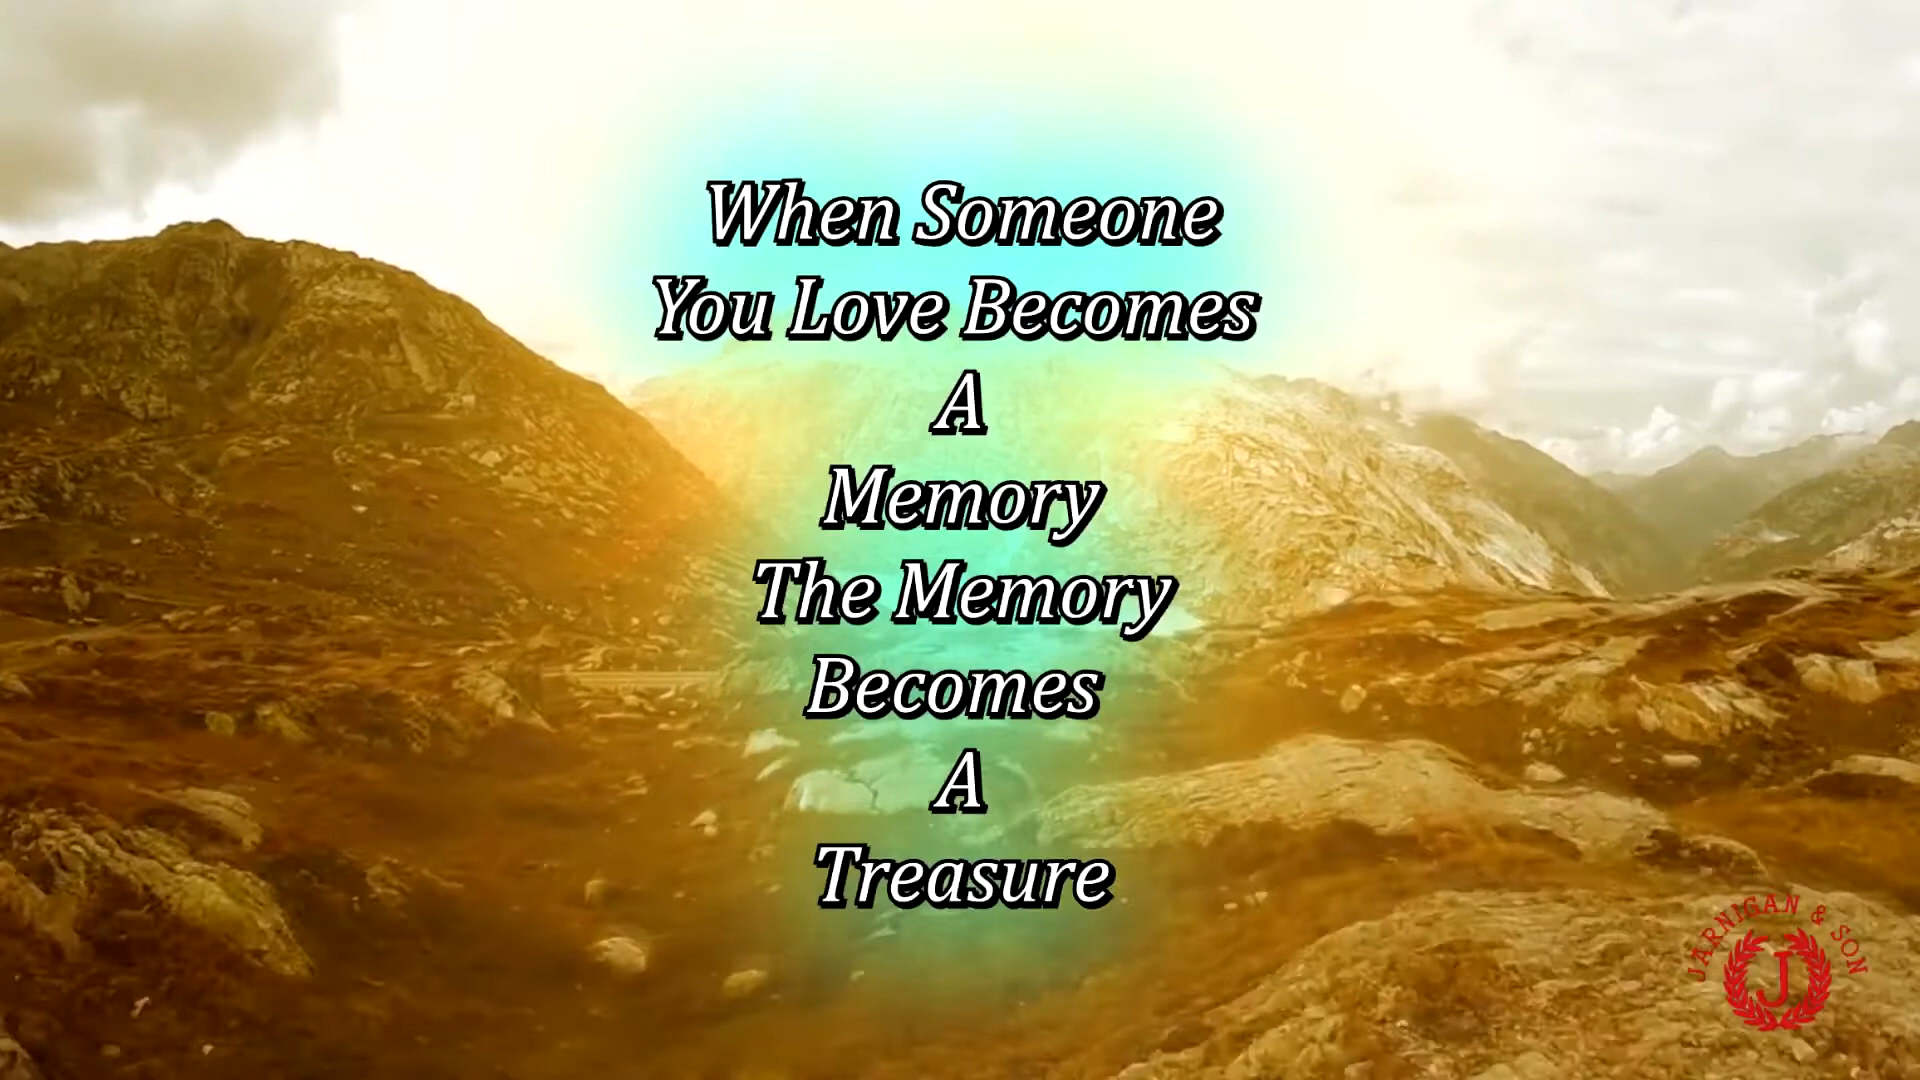 When Someone
You Love Becomes
A
Memory
The Memory
Becomes
A
Treasure
JARNIGAN & SON
J